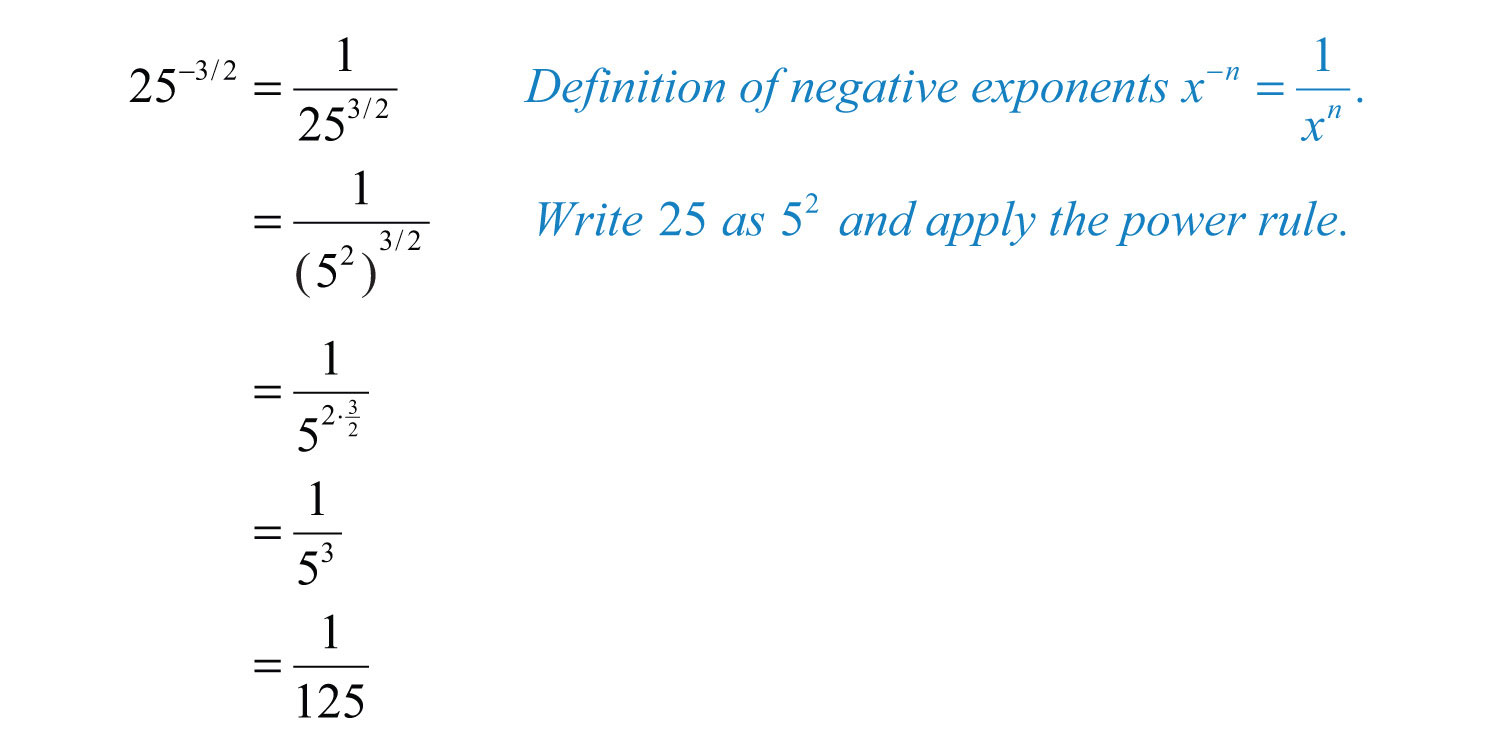 25^{-3/2} = \frac{1}{25^{3/2}} Definition of negative exponents x^{-n} = \frac{1}{x^n}.
= \frac{1}{(5^2)^{3/2}} Write 25 as 5^2 and apply the power rule.
= \frac{1}{5^{2 \cdot \frac{3}{2}}}
= \frac{1}{5^3}
= \frac{1}{125}